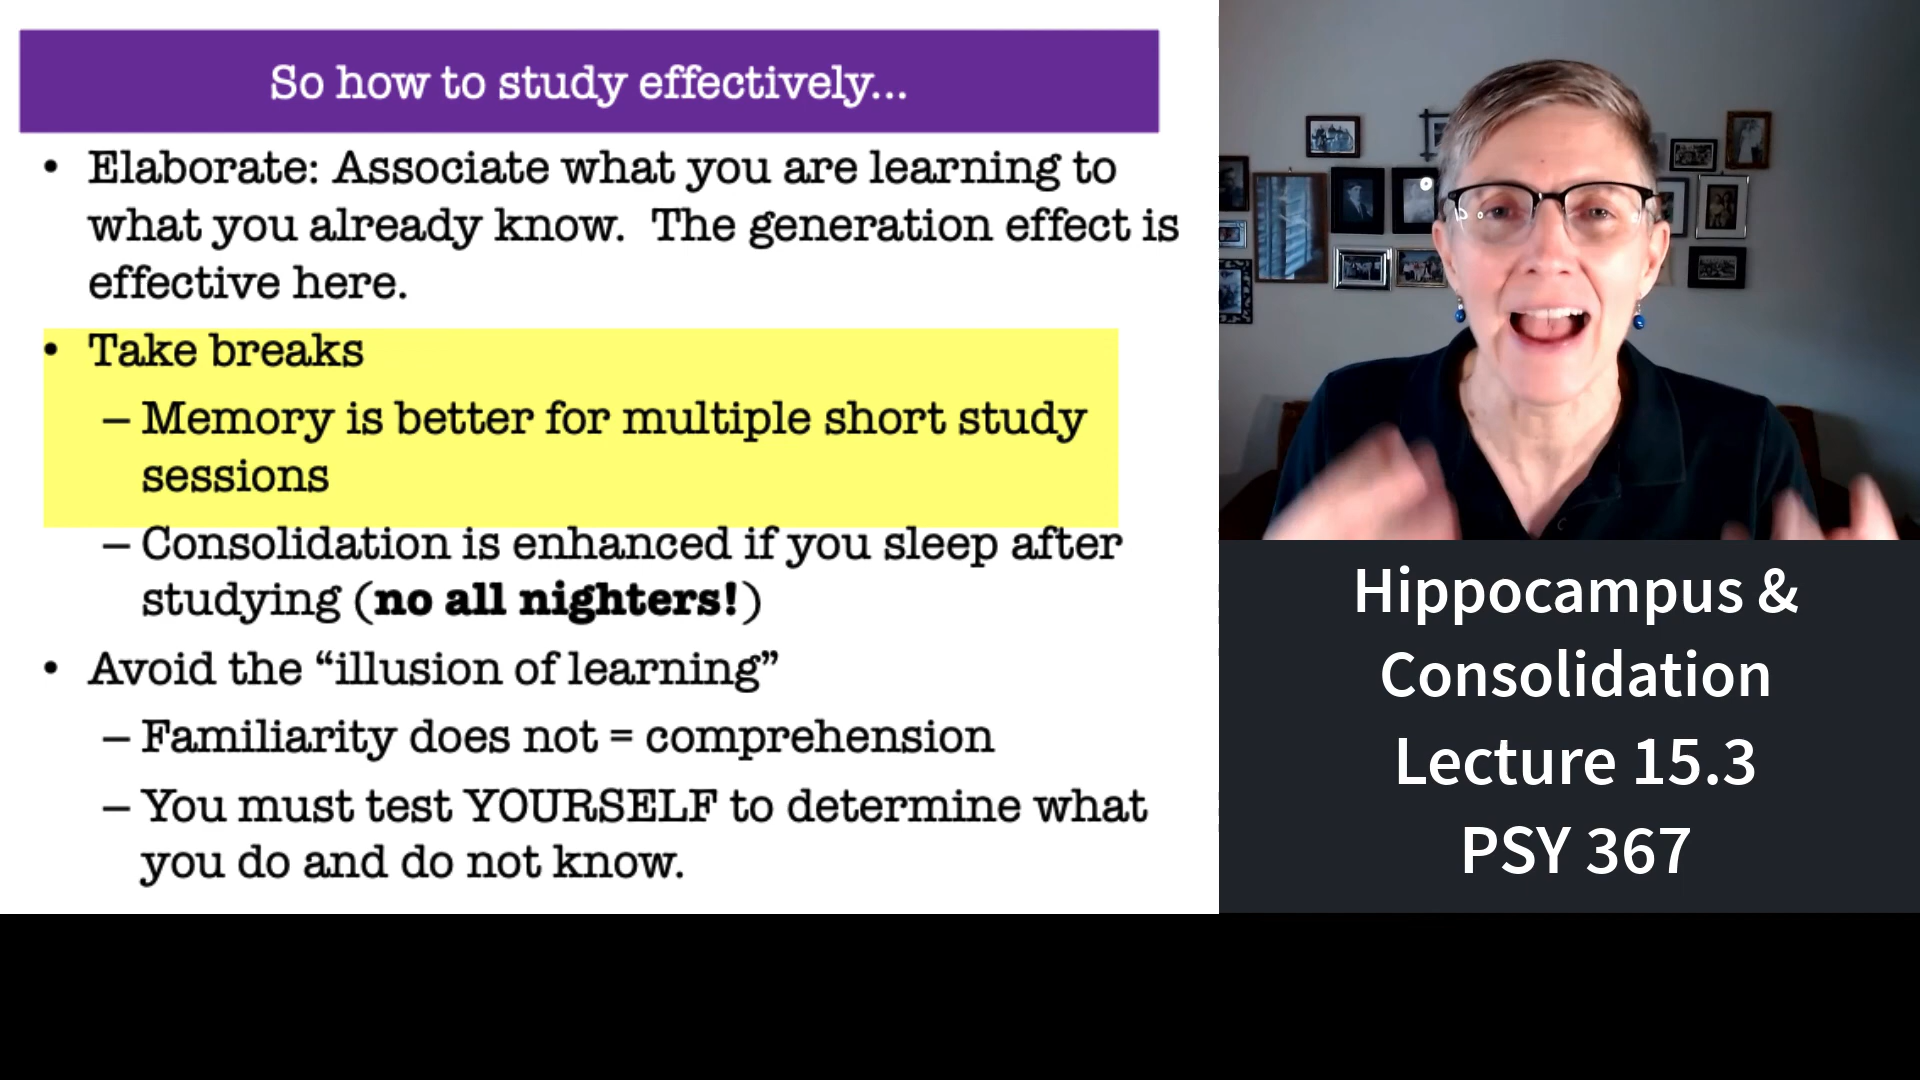 So how to study effectively...
• Elaborate: Associate what you are learning to
what you already know.  The generation effect is
effective here.
• Take breaks
– Memory is better for multiple short study
sessions
– Consolidation is enhanced if you sleep after
studying (no all nighters!)
• Avoid the “illusion of learning”
– Familiarity does not = comprehension
– You must test YOURSELF to determine what
you do and do not know.
Hippocampus &
Consolidation
Lecture 15.3
PSY 367